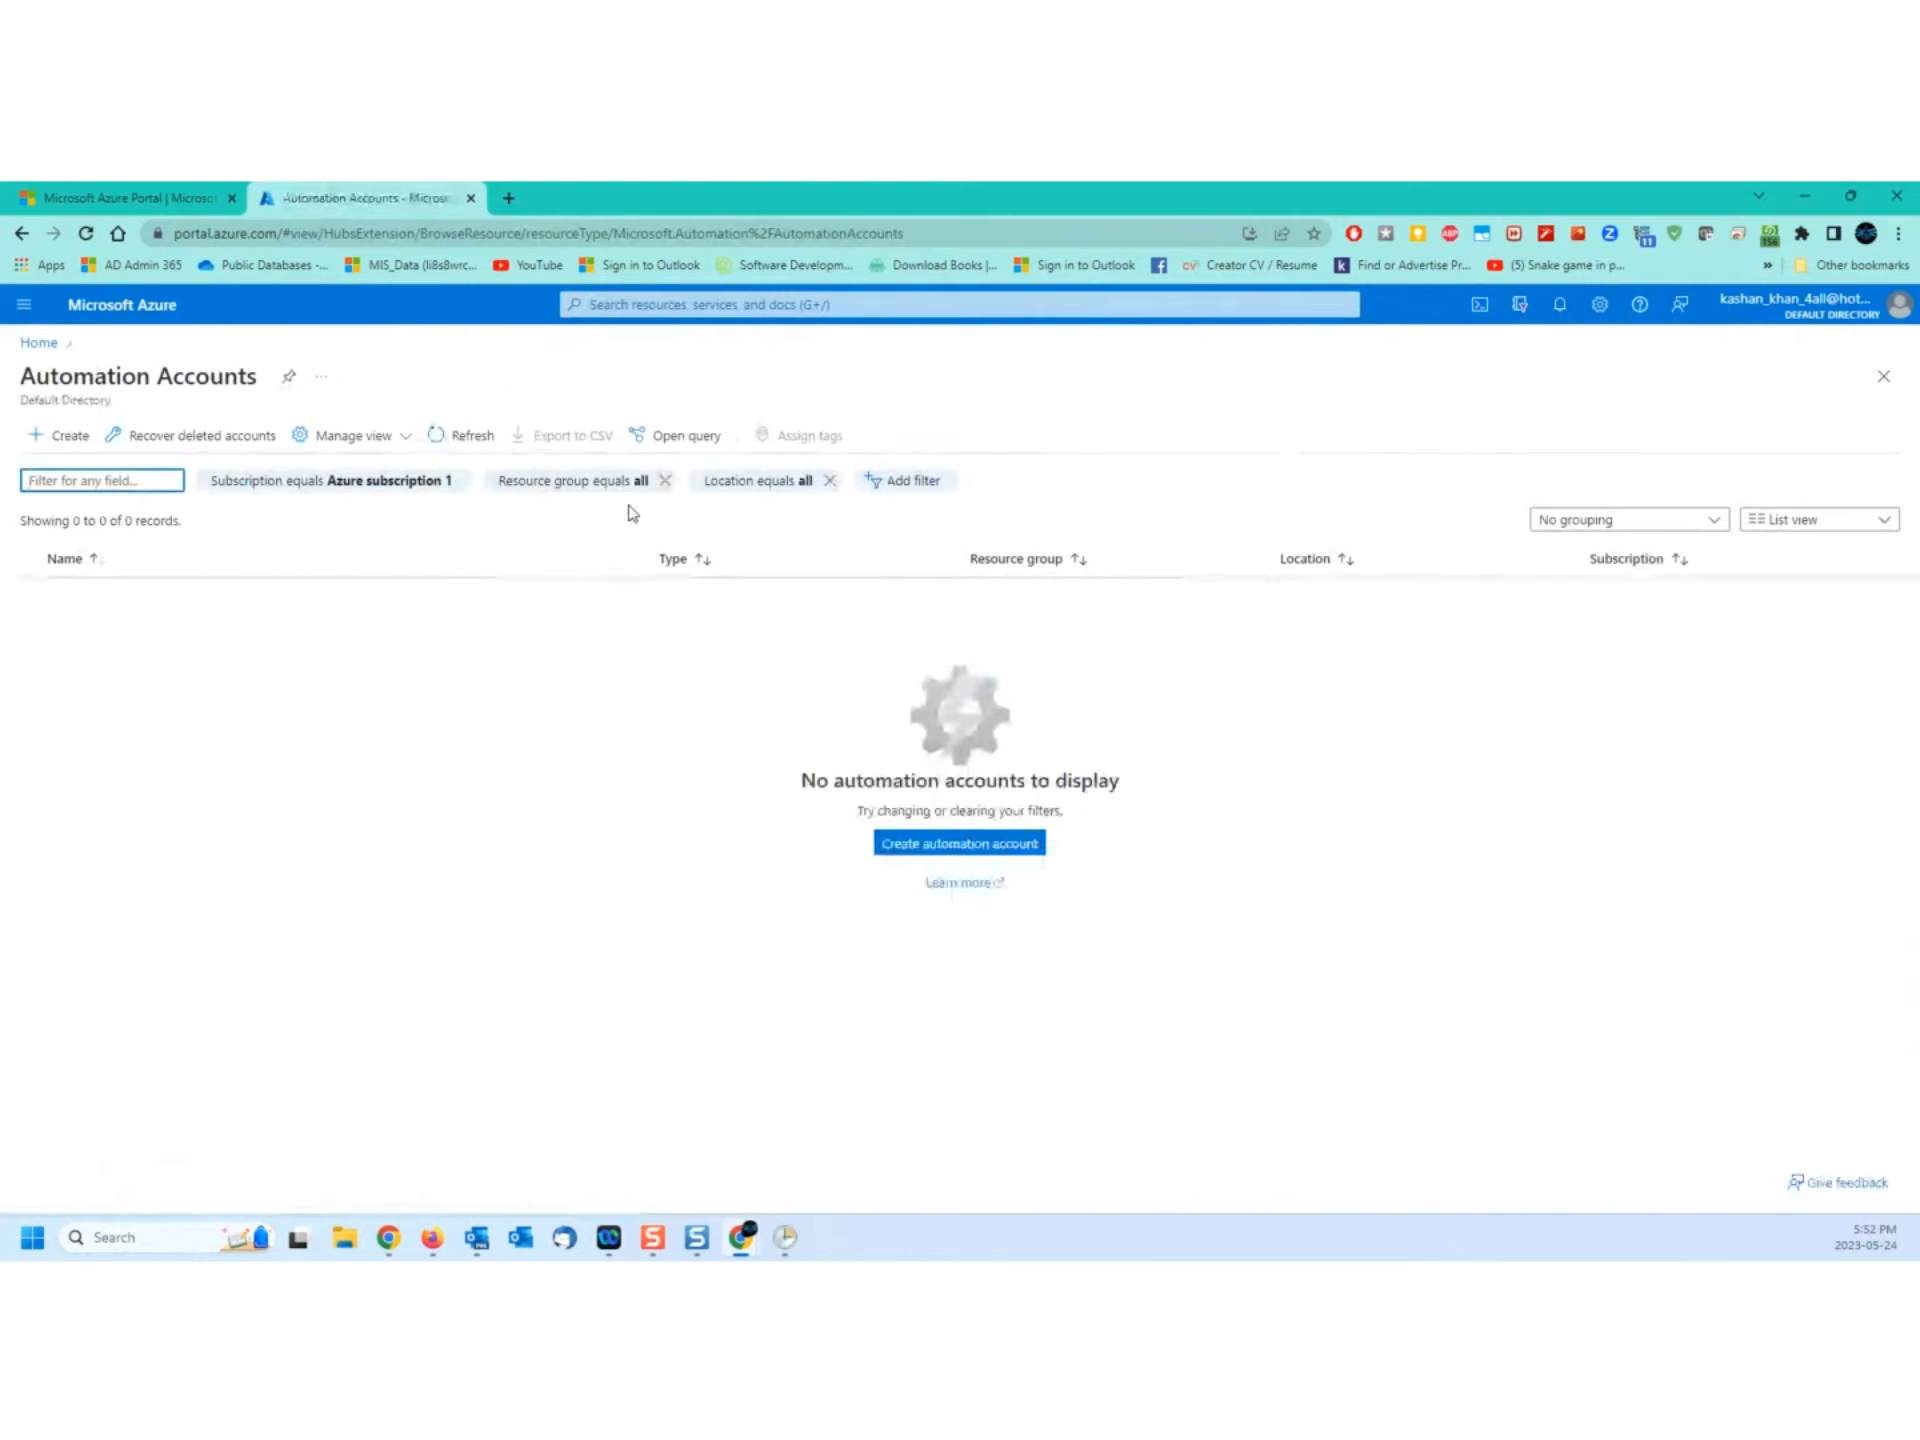 Microsoft Azure Portal | Microsof
Automation Accounts - Microso
portal.azure.com/#view/HubsExtension/BrowseResource/resourceType/Microsoft.Automation%2FAutomationAccounts
ABP
11
156
Apps
AD Admin 365
Public Databases -...
MIS_Data (li8s8wrc...
YouTube
Sign in to Outlook
Software Developm...
Download Books |...
Sign in to Outlook
Creator CV / Resume
Find or Advertise Pr...
(5) Snake game in p...
»
Other bookmarks
Microsoft Azure
Search resources, services, and docs (G+/)
kashan_khan_4all@hot...
DEFAULT DIRECTORY
Home
Automation Accounts
...
Default Directory
Create
Recover deleted accounts
Manage view
Refresh
Export to CSV
Open query
Assign tags
Filter for any field...
Subscription equals Azure subscription 1
Resource group equals all
Location equals all
Add filter
Showing 0 to 0 of 0 records.
No grouping
List view
Name
Type
Resource group
Location
Subscription
No automation accounts to display
Try changing or clearing your filters.
Create automation account
Learn more
Give feedback
Search
5:52 PM
2023-05-24